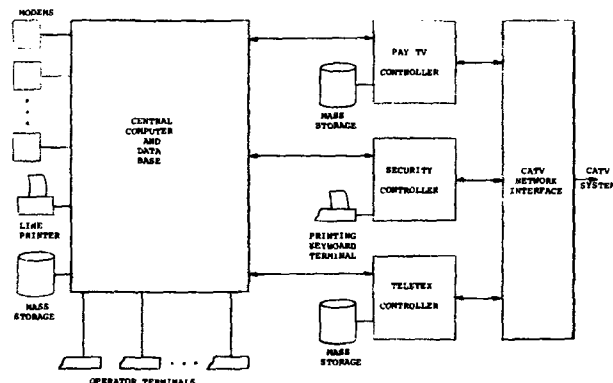 MODEMS
CENTRAL
COMPUTER
AND
DATA
BASE
LINE
PRINTER
MASS
STORAGE
OPERATOR TERMINALS
PAY TV
CONTROLLER
MASS
STORAGE
SECURITY
CONTROLLER
PRINTING
KEYBOARD
TERMINAL
TELETEX
CONTROLLER
MASS
STORAGE
CATV
NETWORK
INTERFACE
CATV
SYSTEM